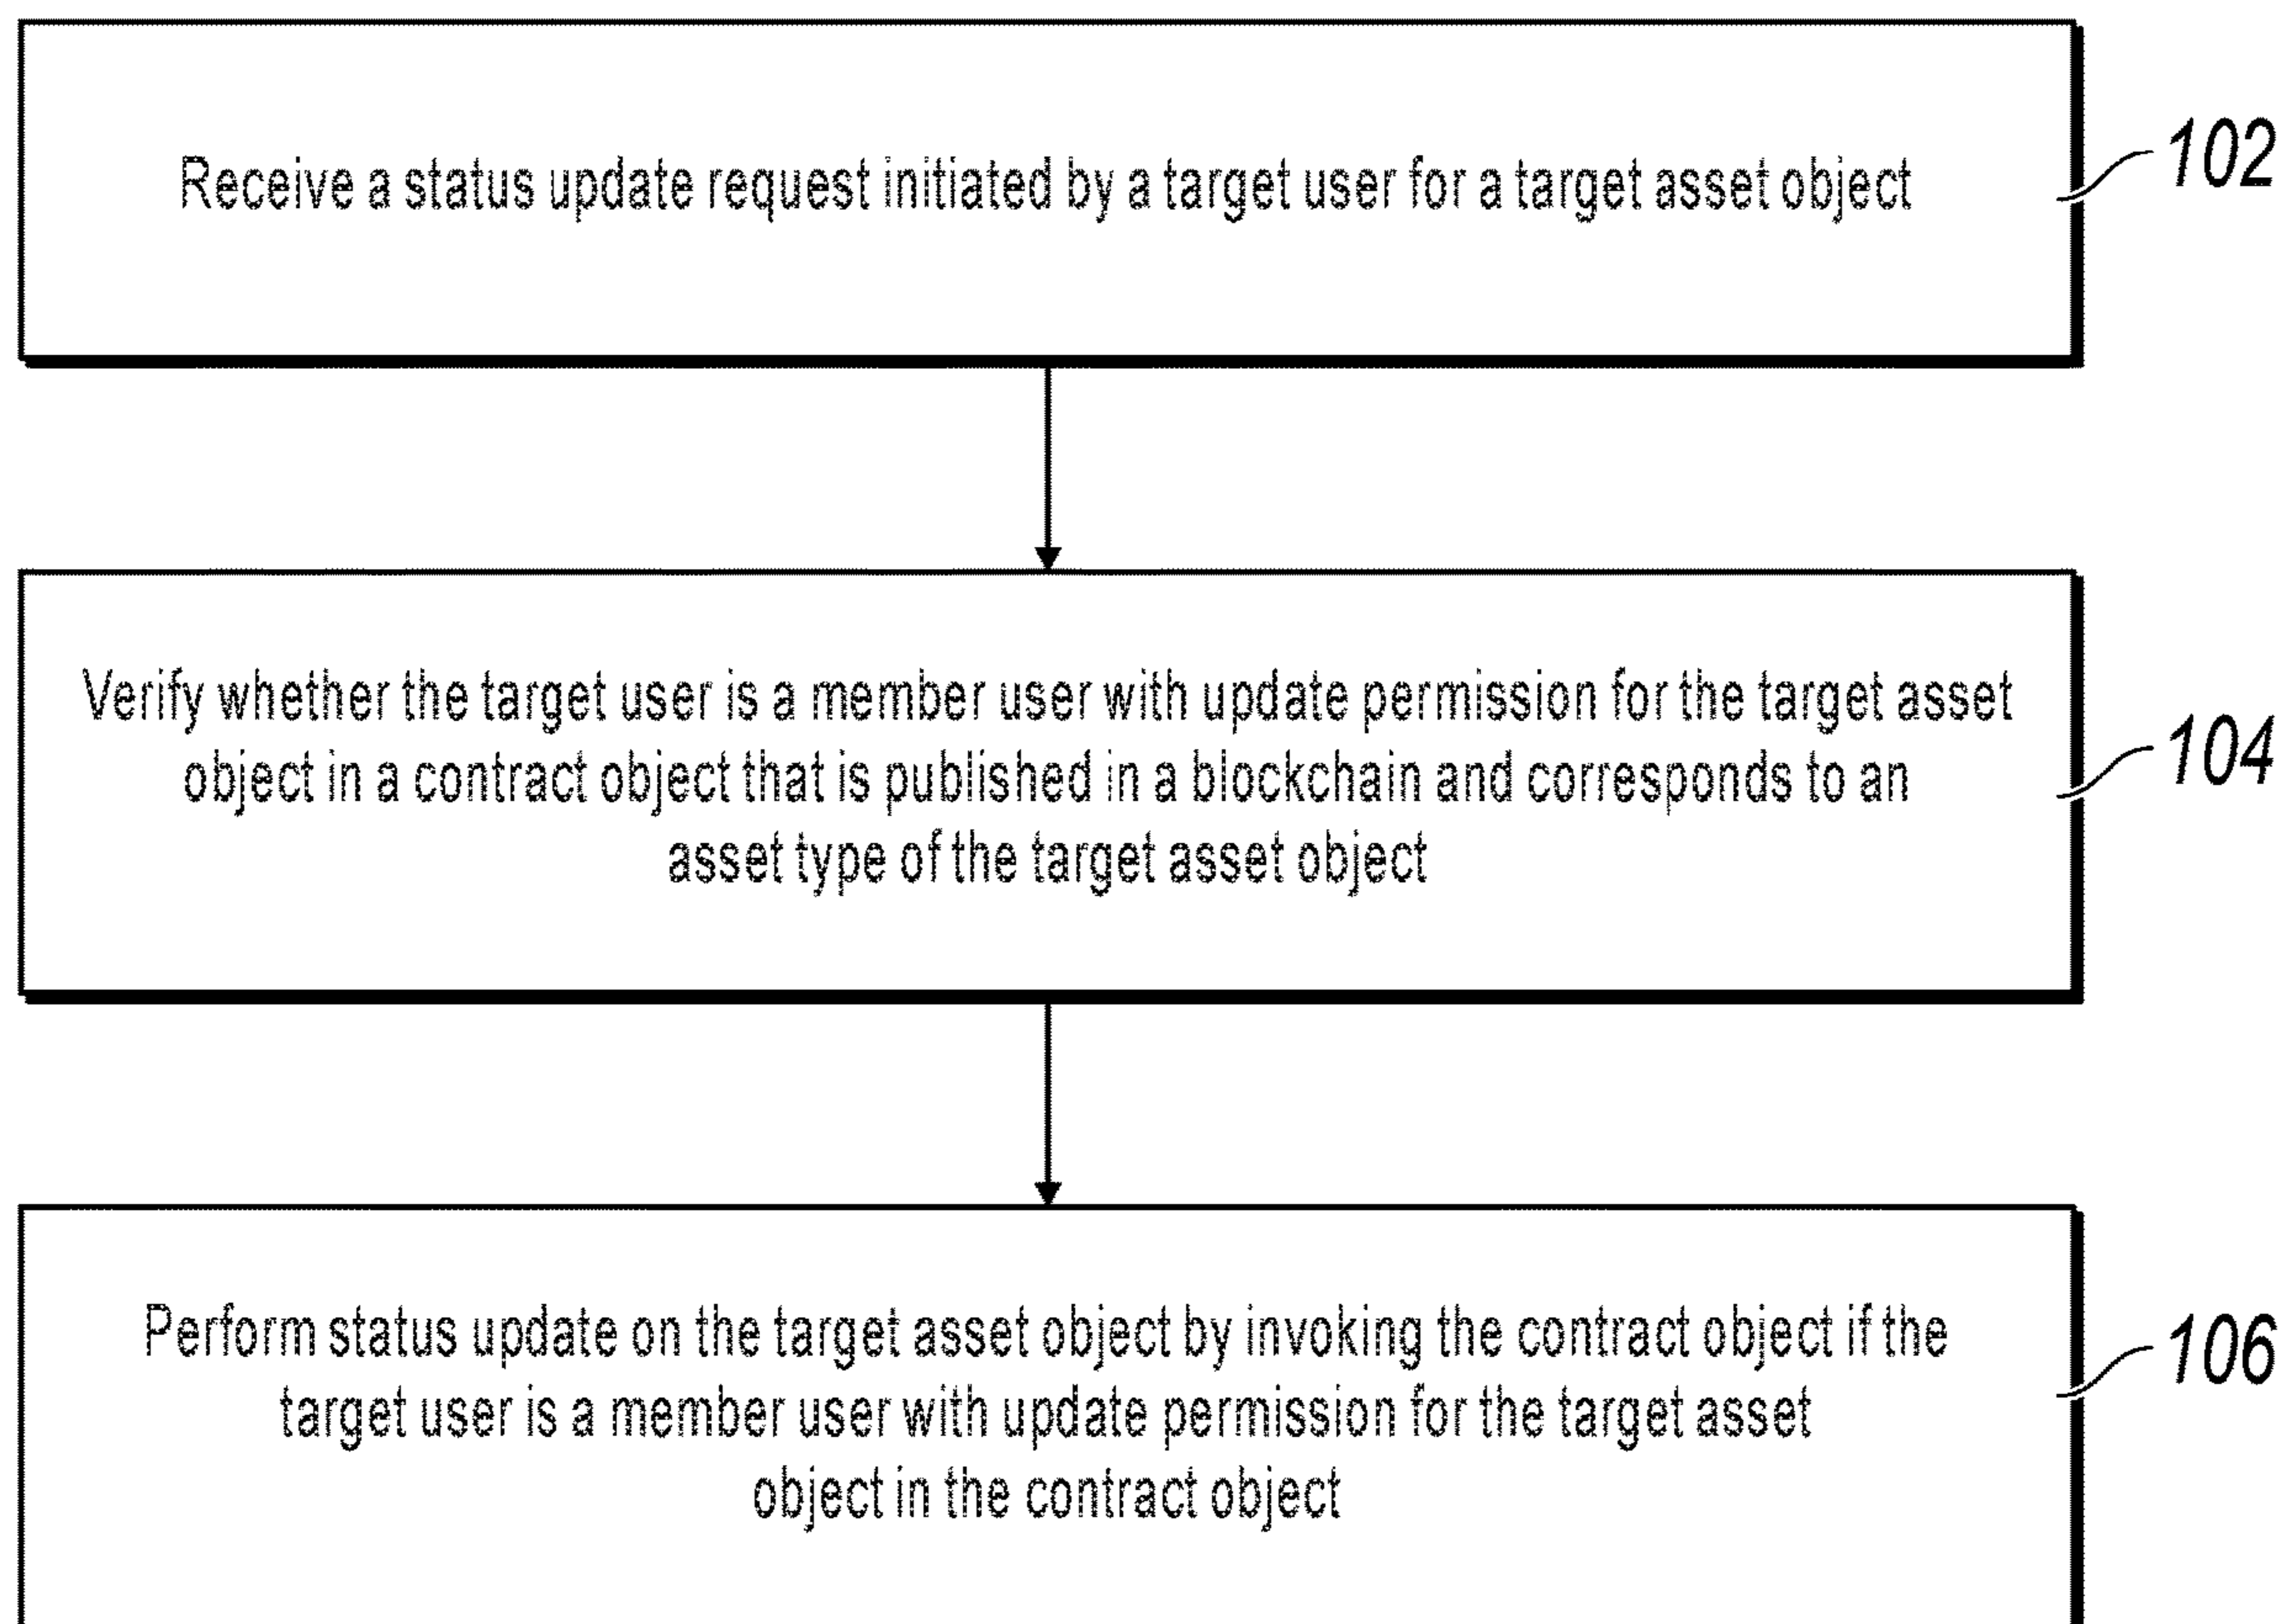 Receive a status update request initiated by a target user for a target asset object
102
Verify whether the target user is a member user with update permission for the target asset
object in a contract object that is published in a blockchain and corresponds to an
asset type of the target asset object
104
Perform status update on the target asset object by invoking the contract object if the
target user is a member user with update permission for the target asset
object in the contract object
106